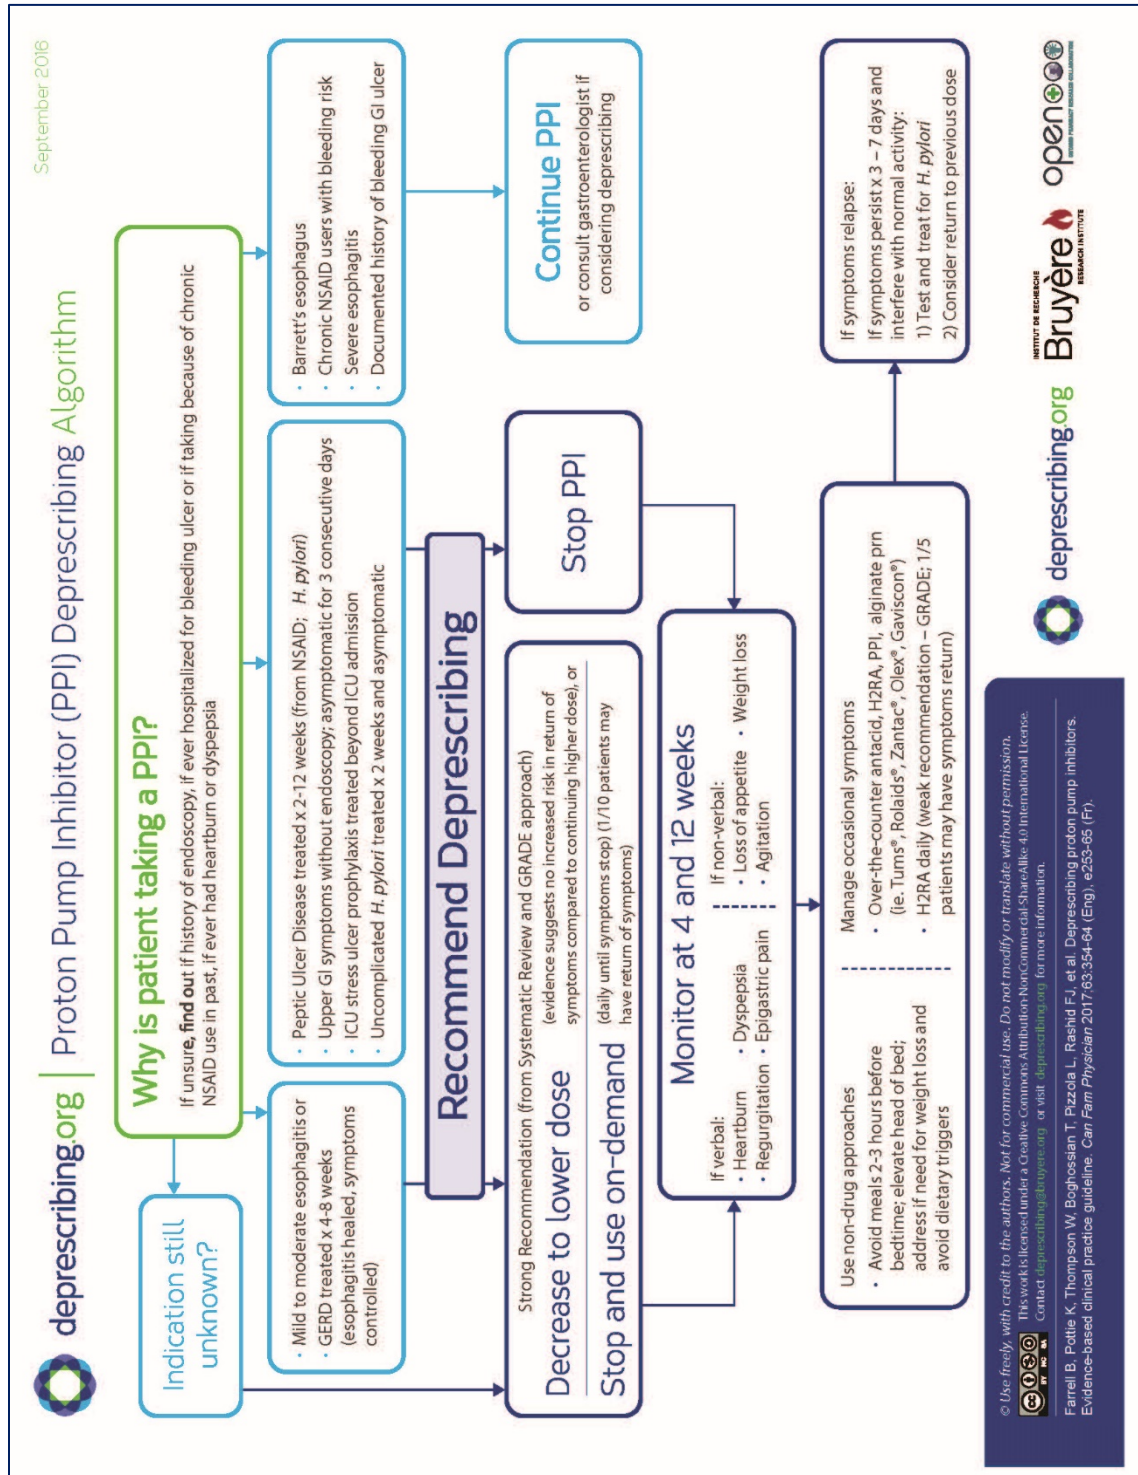 September 2016
deprescribing.org | Proton Pump Inhibitor (PPI) Deprescribing Algorithm
Why is patient taking a PPI?
If unsure, find out if history of endoscopy, if ever hospitalized for bleeding ulcer or if taking because of chronic
NSAID use in past, if ever had heartburn or dyspepsia
Indication still
unknown?
· Mild to moderate esophagitis or
· GERD treated x 4-8 weeks
(esophagitis healed, symptoms
controlled)
· Peptic Ulcer Disease treated x 2-12 weeks (from NSAID; H. pylori)
· Upper GI symptoms without endoscopy; asymptomatic for 3 consecutive days
· ICU stress ulcer prophylaxis treated beyond ICU admission
· Uncomplicated H. pylori treated x 2 weeks and asymptomatic
· Barrett's esophagus
· Chronic NSAID users with bleeding risk
· Severe esophagitis
· Documented history of bleeding GI ulcer
Recommend Deprescribing
Strong Recommendation (from Systematic Review and GRADE approach)
Decrease to lower dose
(evidence suggests no increased risk in return of
symptoms compared to continuing higher dose), or
Stop and use on-demand
(daily until symptoms stop) (1/10 patients may
have return of symptoms)
Stop PPI
Continue PPI
or consult gastroenterologist if
considering deprescribing
Monitor at 4 and 12 weeks
If verbal:
· Heartburn
· Dyspepsia
· Regurgitation
· Epigastric pain
If non-verbal:
· Loss of appetite
· Weight loss
· Agitation
Use non-drug approaches
· Avoid meals 2-3 hours before
bedtime; elevate head of bed;
address if need for weight loss and
avoid dietary triggers
Manage occasional symptoms
· Over-the-counter antacid, H2RA, PPI, alginate prn
(ie. Tums®, Rolaids®, Zantac®, Olex®, Gaviscon®)
· H2RA daily (weak recommendation – GRADE; 1/5
patients may have symptoms return)
If symptoms relapse:
If symptoms persist x 3 – 7 days and
interfere with normal activity:
1) Test and treat for H. pylori
2) Consider return to previous dose
© Use freely, with credit to the authors. Not for commercial use. Do not modify or translate without permission.
This work is licensed under a Creative Commons Attribution-NonCommercial-ShareAlike 4.0 International License.
Contact deprescribing@bruyere.org or visit deprescribing.org for more information.
cc
BY NC SA
Farrell B, Pottie K, Thompson W, Boghossian T, Pizzola L, Rashid FJ, et al. Deprescribing proton pump inhibitors.
Evidence-based clinical practice guideline. Can Fam Physician 2017;63:354-64 (Eng), e253-65 (Fr).
deprescribing.org
INSTITUT DE RECHERCHE
Bruyère
RESEARCH INSTITUTE
open